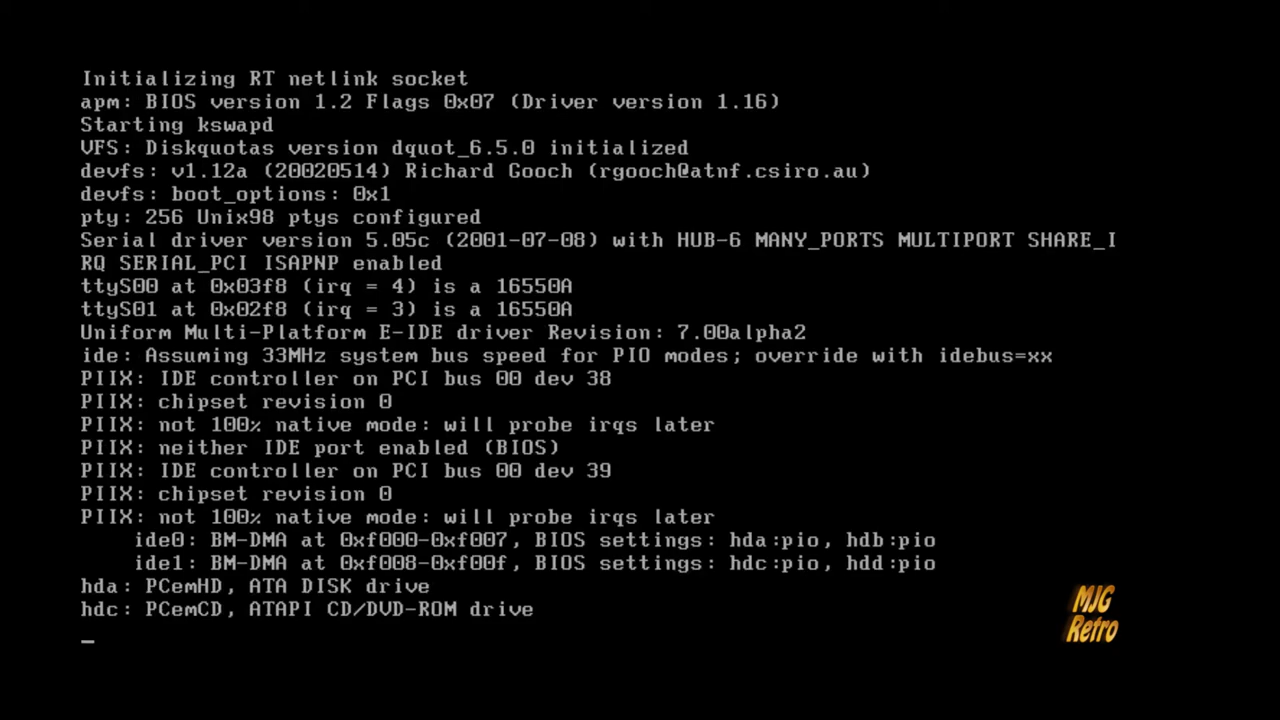 Initializing RT netlink socket
apm: BIOS version 1.2 Flags 0x07 (Driver version 1.16)
Starting kswapd
VFS: Diskquotas version dquot_6.5.0 initialized
devfs: v1.12a (20020514) Richard Gooch (rgooch@atnf.csiro.au)
devfs: boot_options: 0x1
pty: 256 Unix98 ptys configured
Serial driver version 5.05c (2001-07-08) with HUB-6 MANY_PORTS MULTIPORT SHARE_I
RQ SERIAL_PCI ISAPNP enabled
ttyS00 at 0x03f8 (irq = 4) is a 16550A
ttyS01 at 0x02f8 (irq = 3) is a 16550A
Uniform Multi-Platform E-IDE driver Revision: 7.00alpha2
ide: Assuming 33MHz system bus speed for PIO modes; override with idebus=xx
PIIX: IDE controller on PCI bus 00 dev 38
PIIX: chipset revision 0
PIIX: not 100% native mode: will probe irqs later
PIIX: neither IDE port enabled (BIOS)
PIIX: IDE controller on PCI bus 00 dev 39
PIIX: chipset revision 0
PIIX: not 100% native mode: will probe irqs later
    ide0: BM-DMA at 0xf000-0xf007, BIOS settings: hda:pio, hdb:pio
    ide1: BM-DMA at 0xf008-0xf00f, BIOS settings: hdc:pio, hdd:pio
hda: PCemHD, ATA DISK drive
hdc: PCemCD, ATAPI CD/DVD-ROM drive
_
MJG
Retro